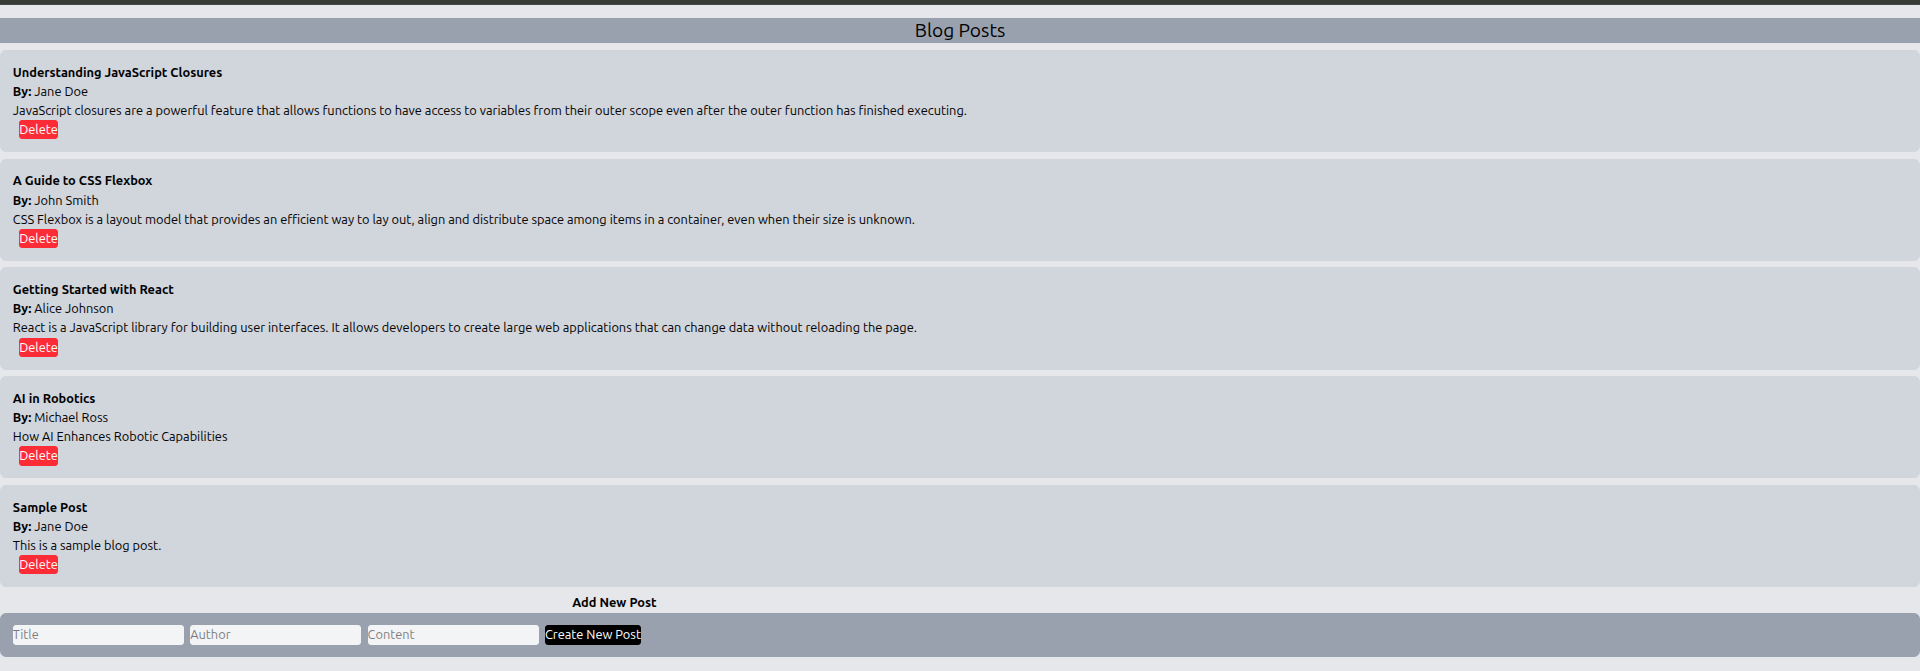 Blog Posts
Understanding JavaScript Closures
By: Jane Doe
JavaScript closures are a powerful feature that allows functions to have access to variables from their outer scope even after the outer function has finished executing.
Delete
A Guide to CSS Flexbox
By: John Smith
CSS Flexbox is a layout model that provides an efficient way to lay out, align and distribute space among items in a container, even when their size is unknown.
Delete
Getting Started with React
By: Alice Johnson
React is a JavaScript library for building user interfaces. It allows developers to create large web applications that can change data without reloading the page.
Delete
AI in Robotics
By: Michael Ross
How AI Enhances Robotic Capabilities
Delete
Sample Post
By: Jane Doe
This is a sample blog post.
Delete
Add New Post
Title Author Content Create New Post